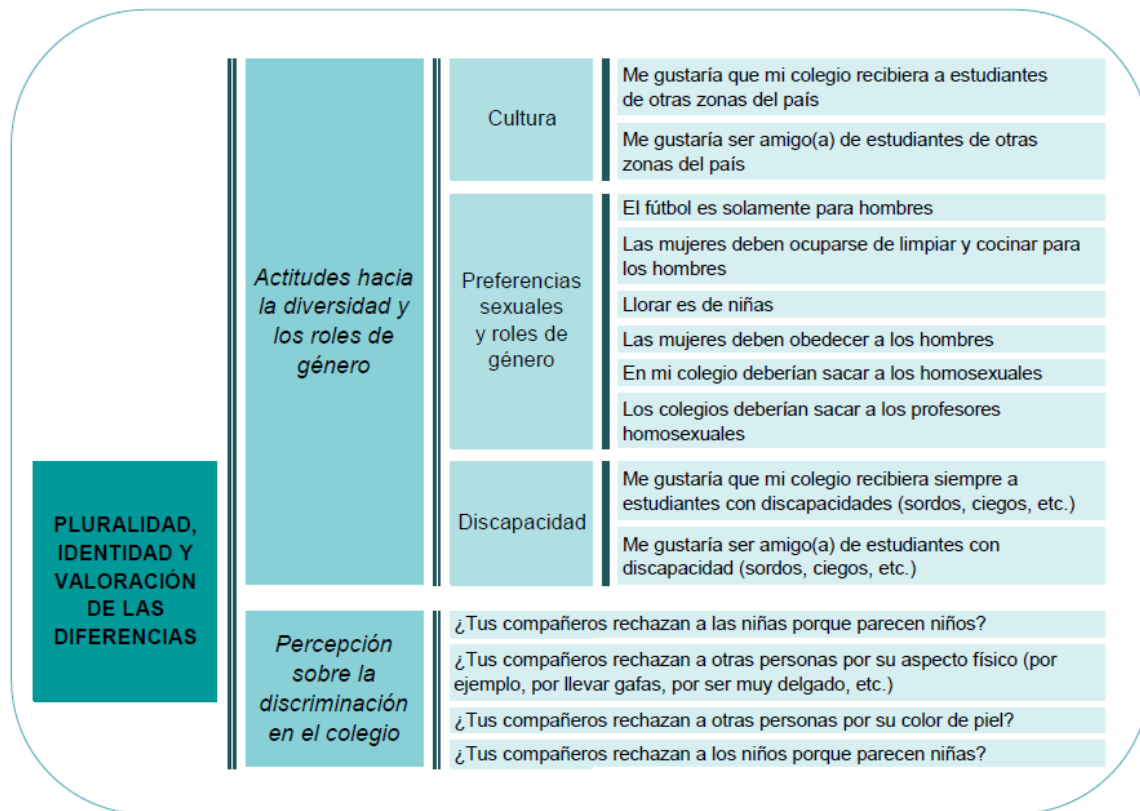 PLURALIDAD,
IDENTIDAD Y
VALORACIÓN
DE LAS
DIFERENCIAS
Actitudes hacia
la diversidad y
los roles de
género
Cultura
Me gustaría que mi colegio recibiera a estudiantes
de otras zonas del país
Me gustaría ser amigo(a) de estudiantes de otras
zonas del país
Preferencias
sexuales
y roles de
género
El fútbol es solamente para hombres
Las mujeres deben ocuparse de limpiar y cocinar para
los hombres
Llorar es de niñas
Las mujeres deben obedecer a los hombres
En mi colegio deberían sacar a los homosexuales
Los colegios deberían sacar a los profesores
homosexuales
Discapacidad
Me gustaría que mi colegio recibiera siempre a
estudiantes con discapacidades (sordos, ciegos, etc.)
Me gustaría ser amigo(a) de estudiantes con
discapacidad (sordos, ciegos, etc.)
Percepción
sobre la
discriminación
en el colegio
¿Tus compañeros rechazan a las niñas porque parecen niños?
¿Tus compañeros rechazan a otras personas por su aspecto físico (por
ejemplo, por llevar gafas, por ser muy delgado, etc.)
¿Tus compañeros rechazan a otras personas por su color de piel?
¿Tus compañeros rechazan a los niños porque parecen niñas?